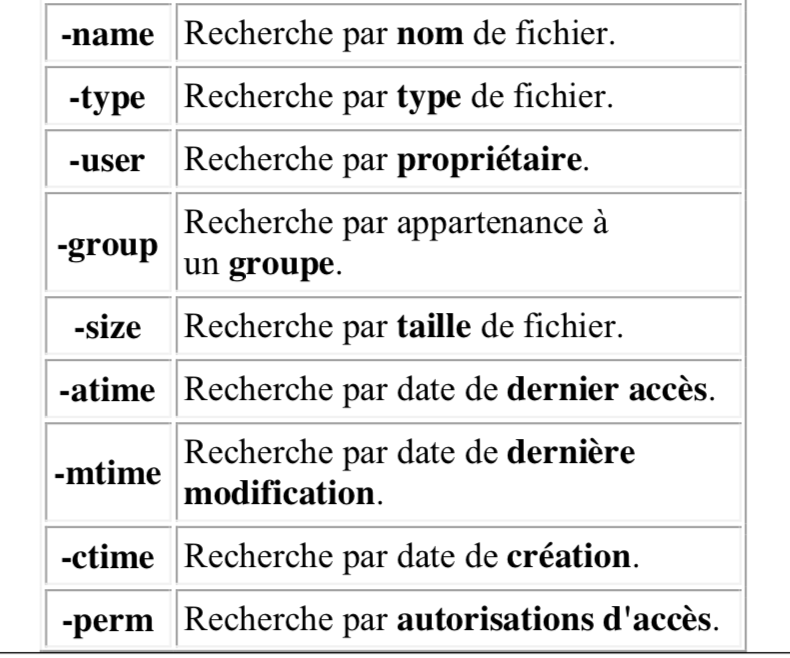 -name Recherche par nom de fichier.
-type Recherche par type de fichier.
-user Recherche par propriétaire.
-group Recherche par appartenance à
un groupe.
-size Recherche par taille de fichier.
-atime Recherche par date de dernier accès.
-mtime Recherche par date de dernière
modification.
-ctime Recherche par date de création.
-perm Recherche par autorisations d'accès.